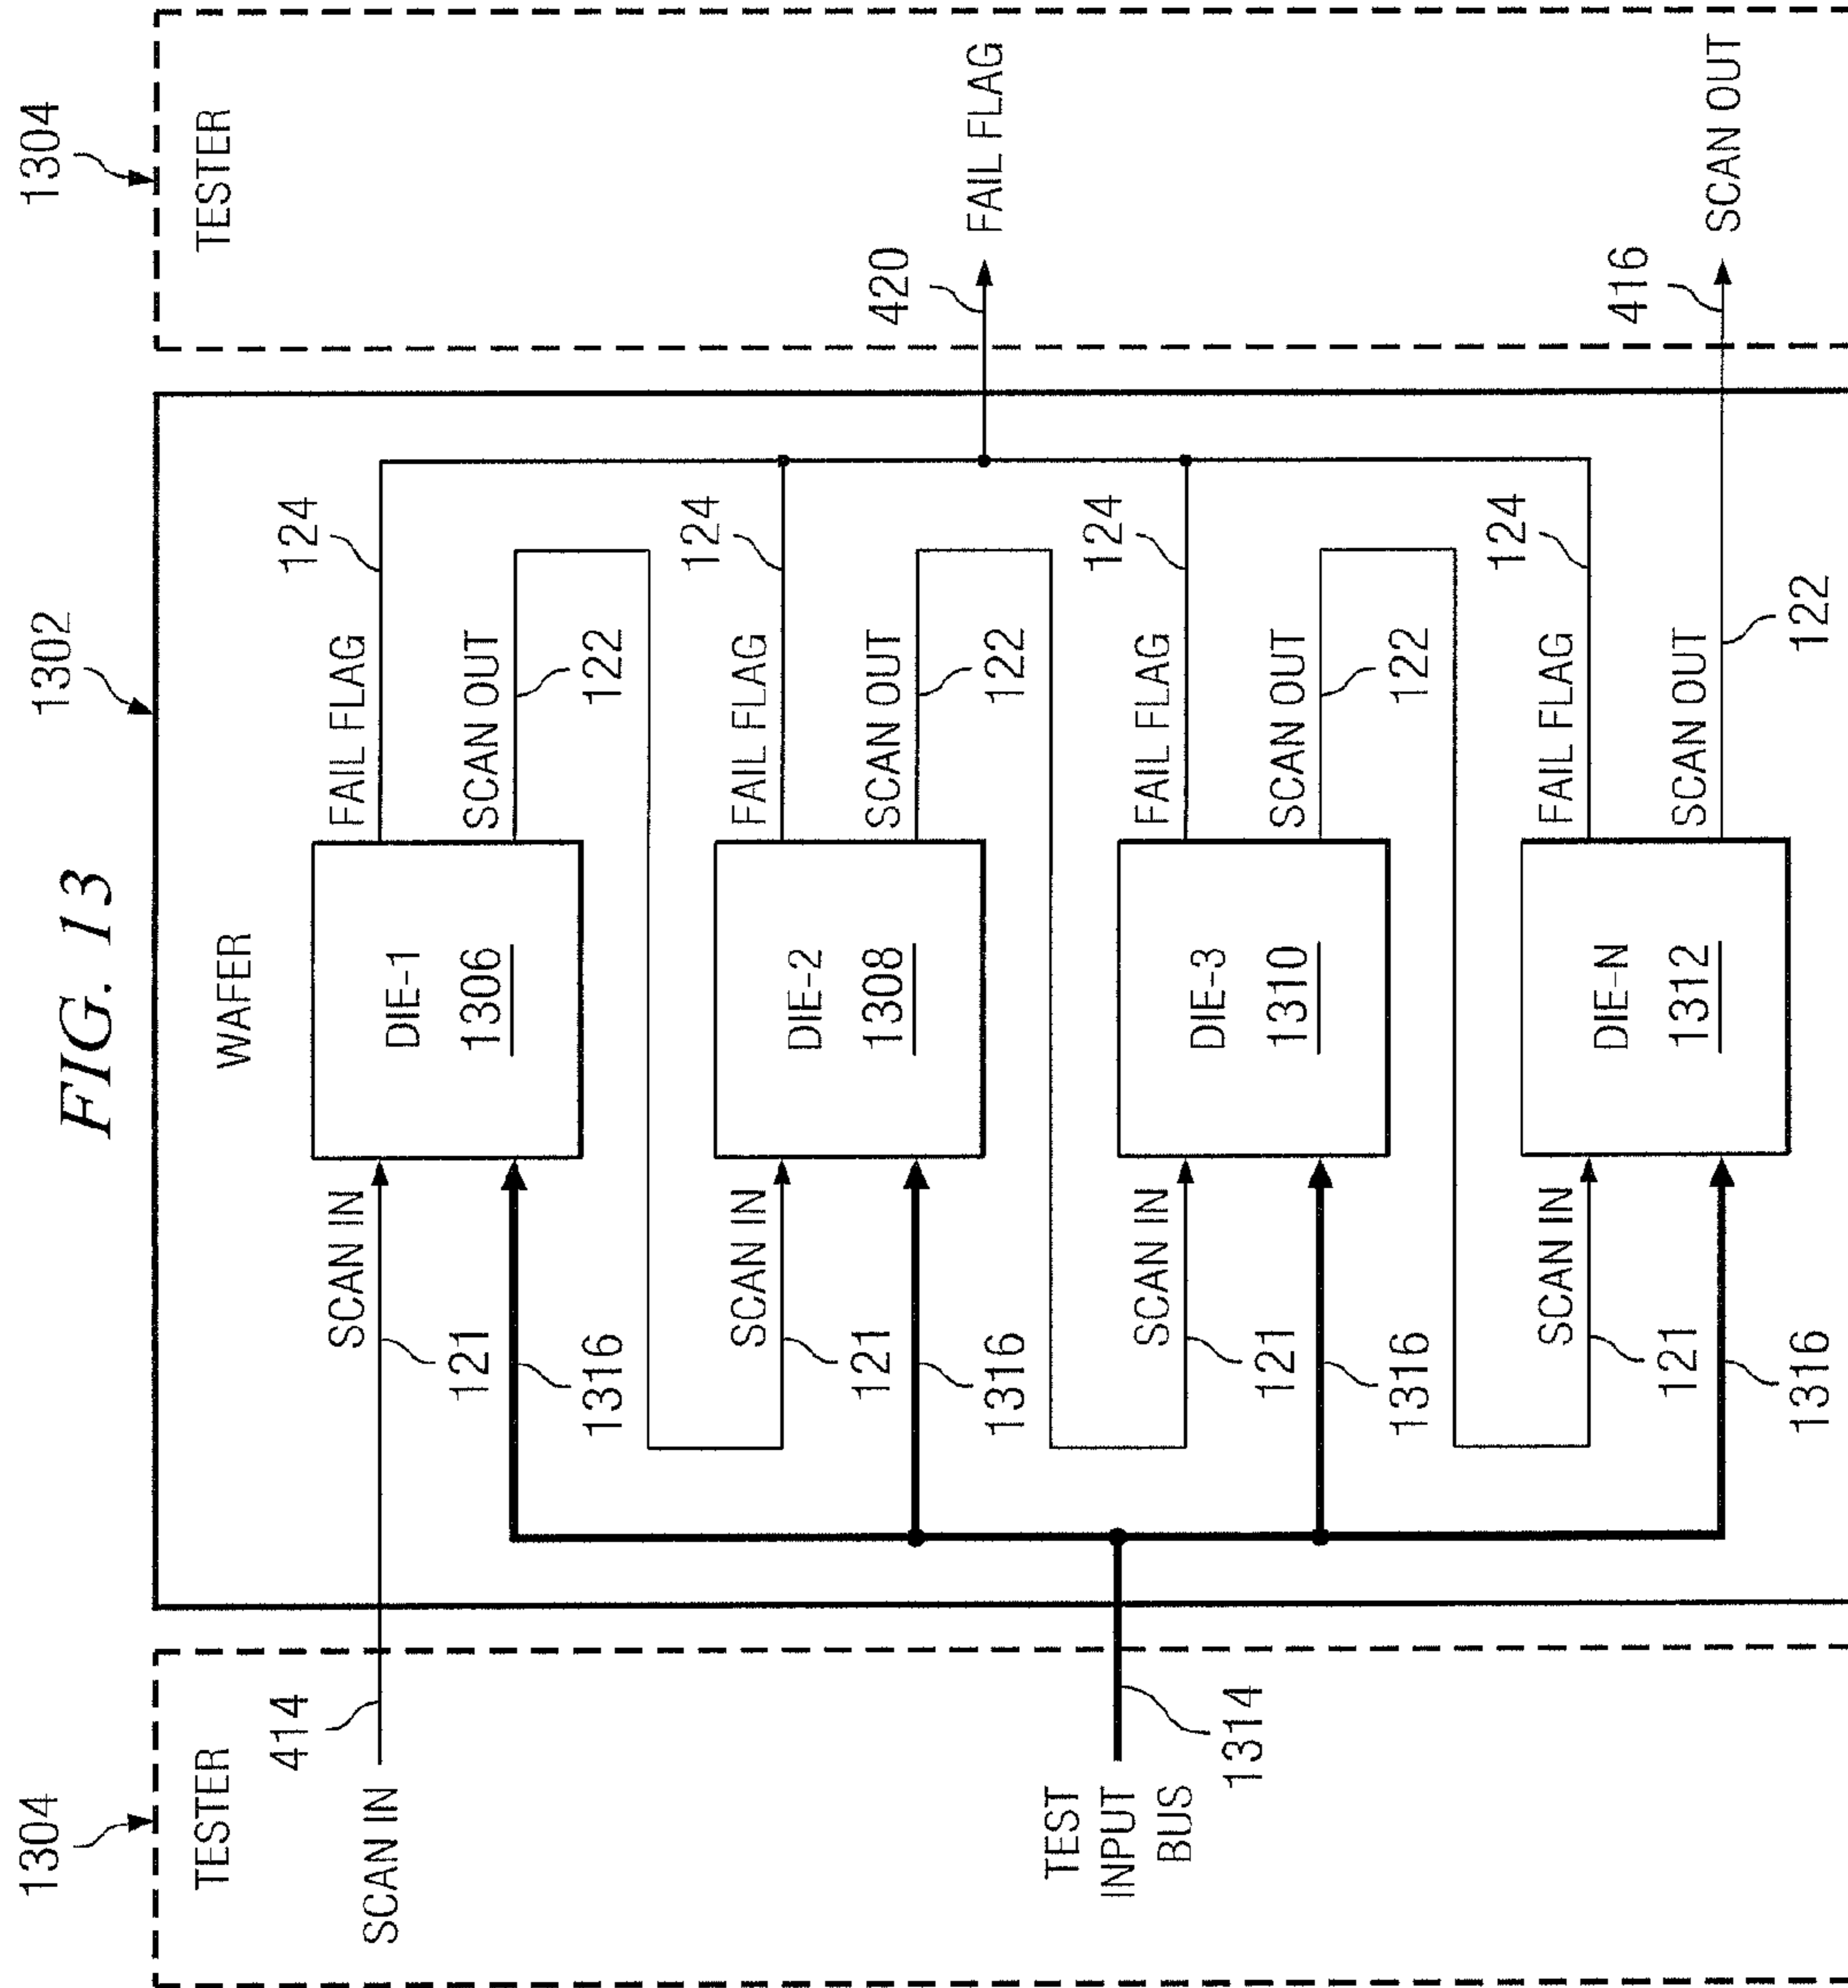 FIG. 13
1304
1302
1304
TESTER
WAFER
TESTER
414
SCAN IN
SCAN IN
121
1316
DIE-1
1306
FAIL FLAG
124
SCAN OUT
122
SCAN IN
121
1316
DIE-2
1308
FAIL FLAG
124
SCAN OUT
122
420
FAIL FLAG
TEST
INPUT
BUS
1314
SCAN IN
121
1316
DIE-3
1310
FAIL FLAG
124
SCAN OUT
122
SCAN IN
121
1316
DIE-N
1312
FAIL FLAG
124
SCAN OUT
122
416
SCAN OUT